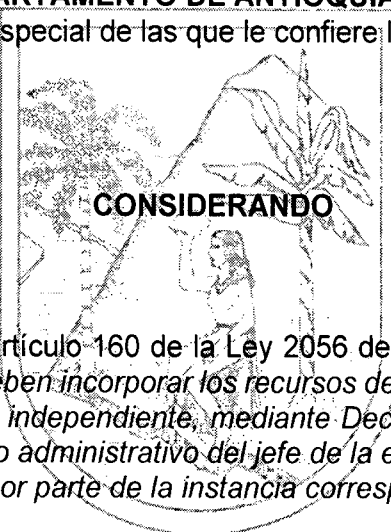 ARTAMENTO DE ANTIOQUIA
special de las que le confiere l
CONSIDERANDO
rtículo 160 de la Ley 2056 de
ben incorporar los recursos de
independiente, mediante Dec
o administrativo del jefe de la e
or parte de la instancia corres